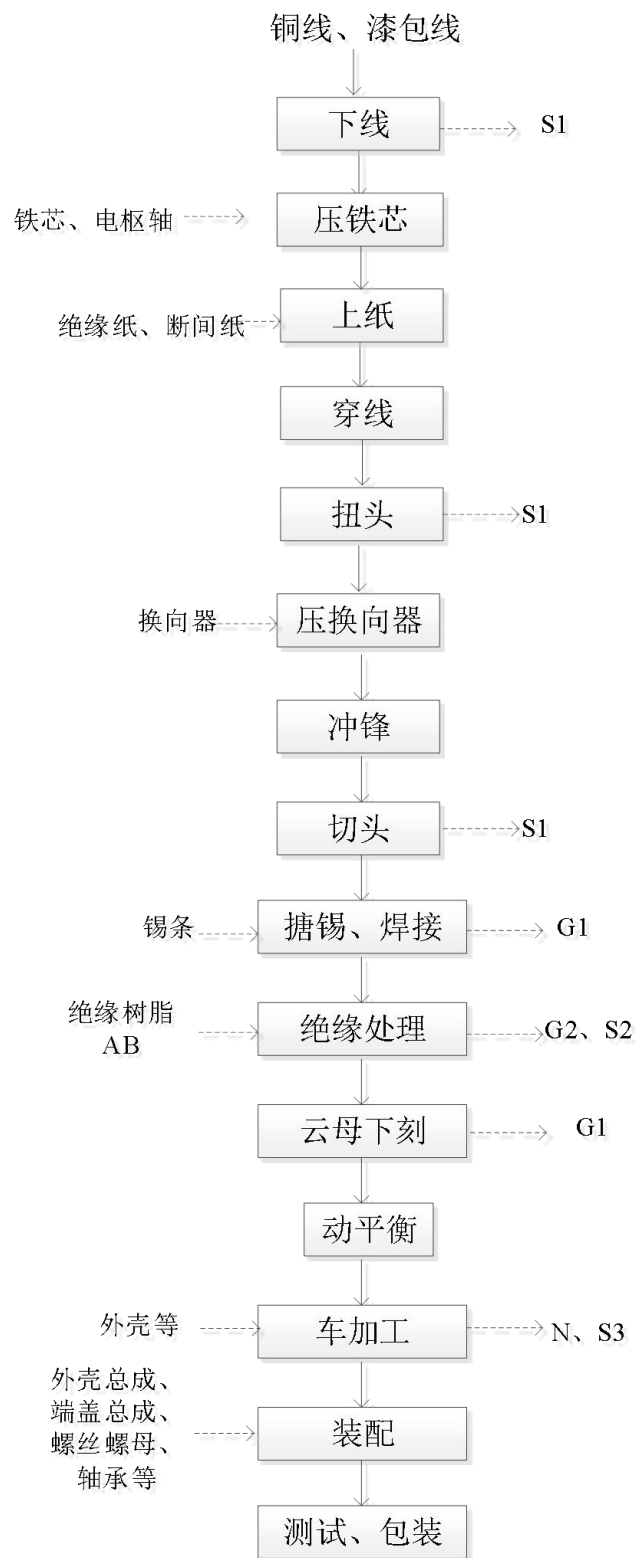 铜线、漆包线
下线
S1
铁芯、电枢轴
压铁芯
绝缘纸、断间纸
上纸
穿线
扭头
S1
换向器
压换向器
冲锋
切头
S1
锡条
搪锡、焊接
G1
绝缘树脂
AB
绝缘处理
G2、S2
云母下刻
G1
动平衡
外壳等
车加工
N、S3
外壳总成、
端盖总成、
螺丝螺母、
轴承等
装配
测试、包装